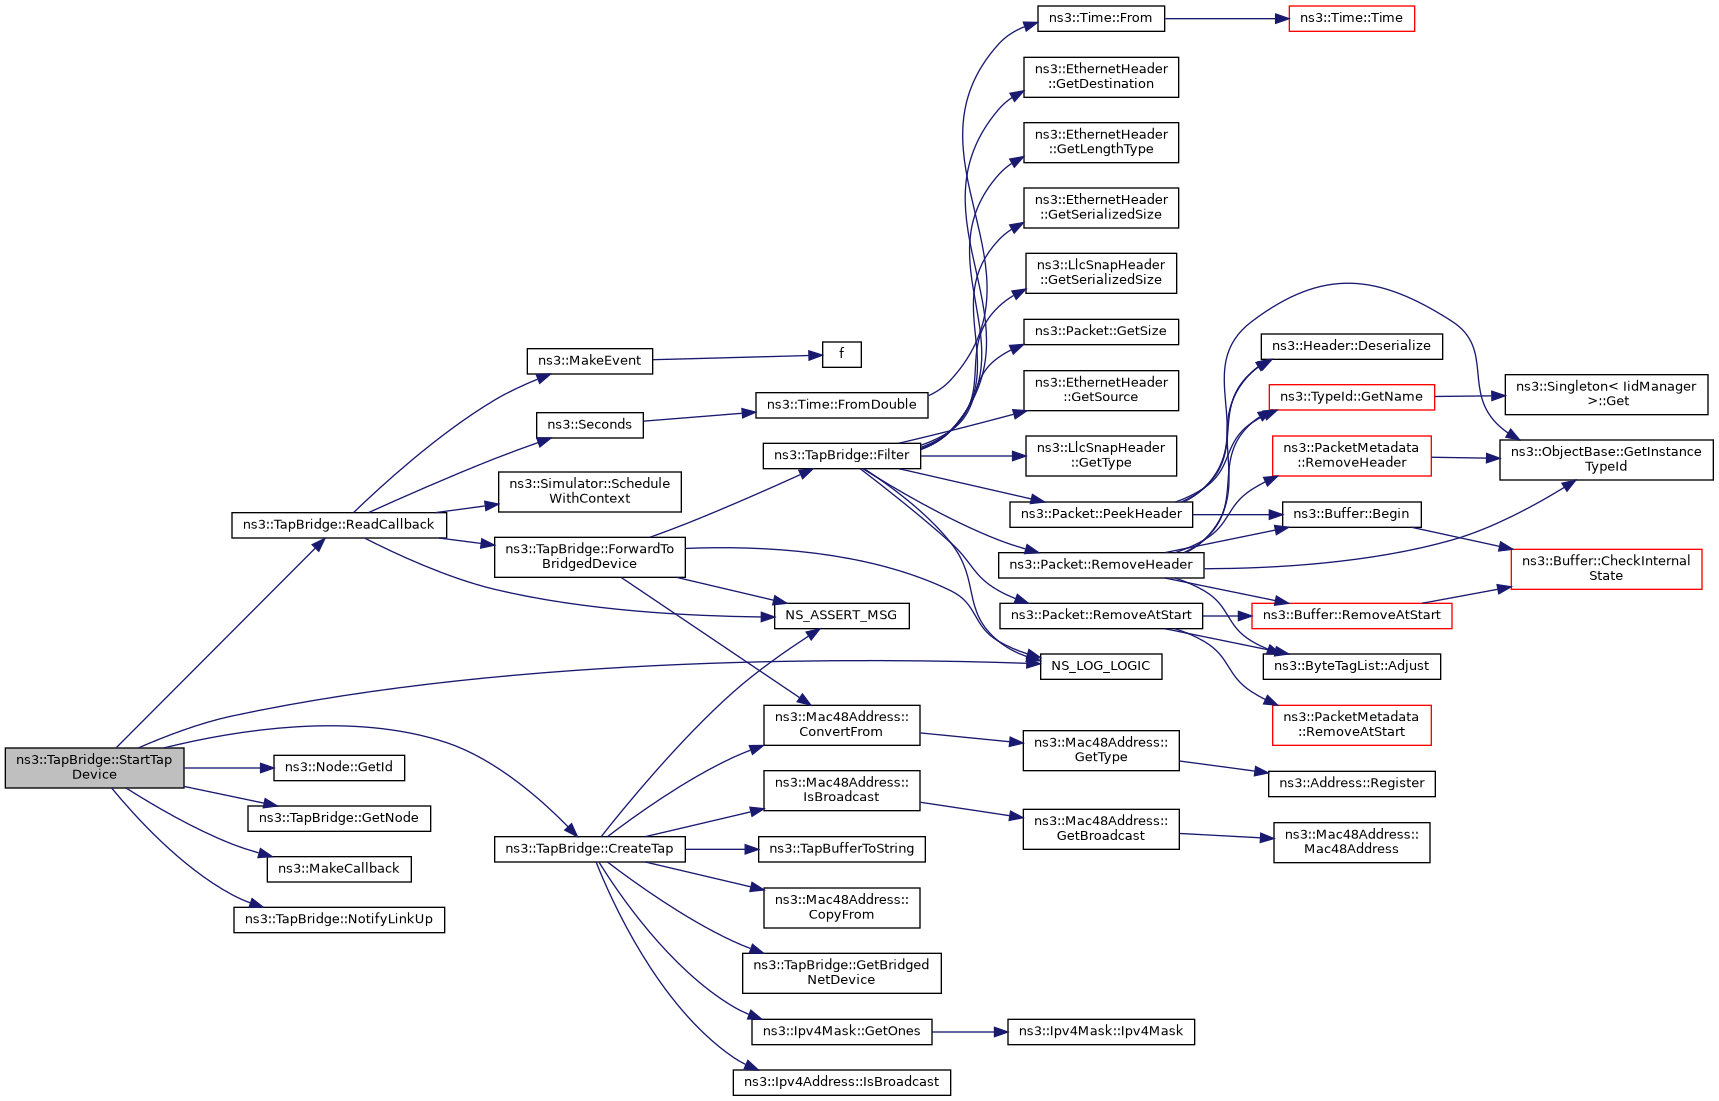 ns3::TapBridge::StartTap
Device
ns3::TapBridge::ReadCallback
ns3::Node::GetId
ns3::TapBridge::GetNode
ns3::MakeCallback
ns3::TapBridge::NotifyLinkUp
ns3::MakeEvent
ns3::Seconds
ns3::Simulator::Schedule
WithContext
ns3::TapBridge::ForwardTo
BridgedDevice
ns3::TapBridge::CreateTap
f
ns3::Time::FromDouble
ns3::TapBridge::Filter
NS_ASSERT_MSG
ns3::Mac48Address::
ConvertFrom
ns3::Mac48Address::
IsBroadcast
ns3::TapBufferToString
ns3::Mac48Address::
CopyFrom
ns3::TapBridge::GetBridged
NetDevice
ns3::Ipv4Mask::GetOnes
ns3::Ipv4Address::IsBroadcast
ns3::Time::From
ns3::EthernetHeader
::GetDestination
ns3::EthernetHeader
::GetLengthType
ns3::EthernetHeader
::GetSerializedSize
ns3::LlcSnapHeader
::GetSerializedSize
ns3::Packet::GetSize
ns3::EthernetHeader
::GetSource
ns3::LlcSnapHeader
::GetType
ns3::Packet::PeekHeader
ns3::Packet::RemoveHeader
ns3::Packet::RemoveAtStart
NS_LOG_LOGIC
ns3::Mac48Address::
GetType
ns3::Mac48Address::
GetBroadcast
ns3::Ipv4Mask::Ipv4Mask
ns3::Time::Time
ns3::Header::Deserialize
ns3::TypeId::GetName
ns3::PacketMetadata
::RemoveHeader
ns3::Buffer::Begin
ns3::Buffer::RemoveAtStart
ns3::ByteTagList::Adjust
ns3::PacketMetadata
::RemoveAtStart
ns3::Address::Register
ns3::Mac48Address::
Mac48Address
ns3::Singleton< IidManager
>::Get
ns3::ObjectBase::GetInstance
TypeId
ns3::Buffer::CheckInternal
State